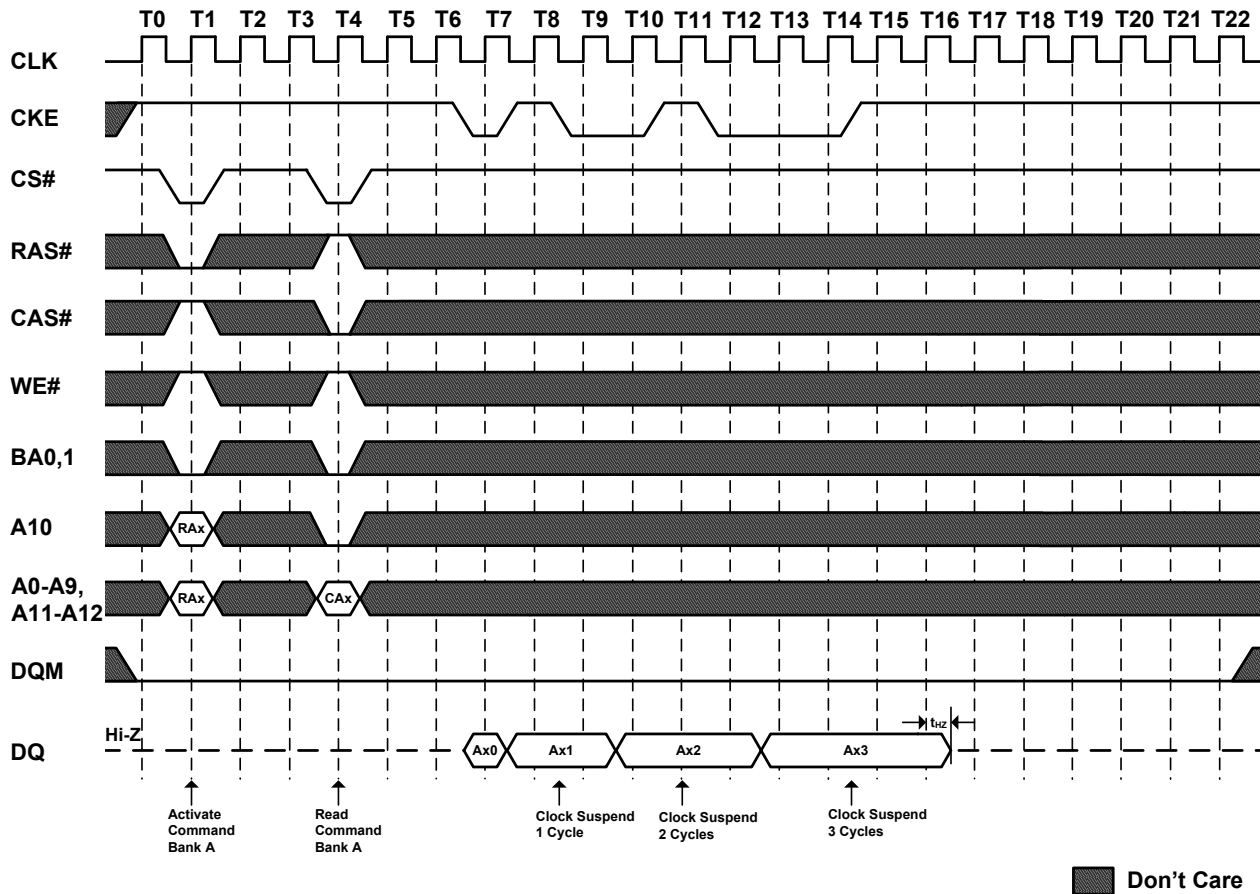 T0 T1 T2 T3 T4 T5 T6 T7 T8 T9 T10 T11 T12 T13 T14 T15 T16 T17 T18 T19 T20 T21 T22
CLK
CKE
CS#
RAS#
CAS#
WE#
BA0,1
A10
RAx
A0-A9,
A11-A12
RAx
CAx
DQM
tHZ
Hi-Z
DQ
Ax0
Ax1
Ax2
Ax3
Activate
Command
Bank A
Read
Command
Bank A
Clock Suspend
1 Cycle
Clock Suspend
2 Cycles
Clock Suspend
3 Cycles
Don't Care